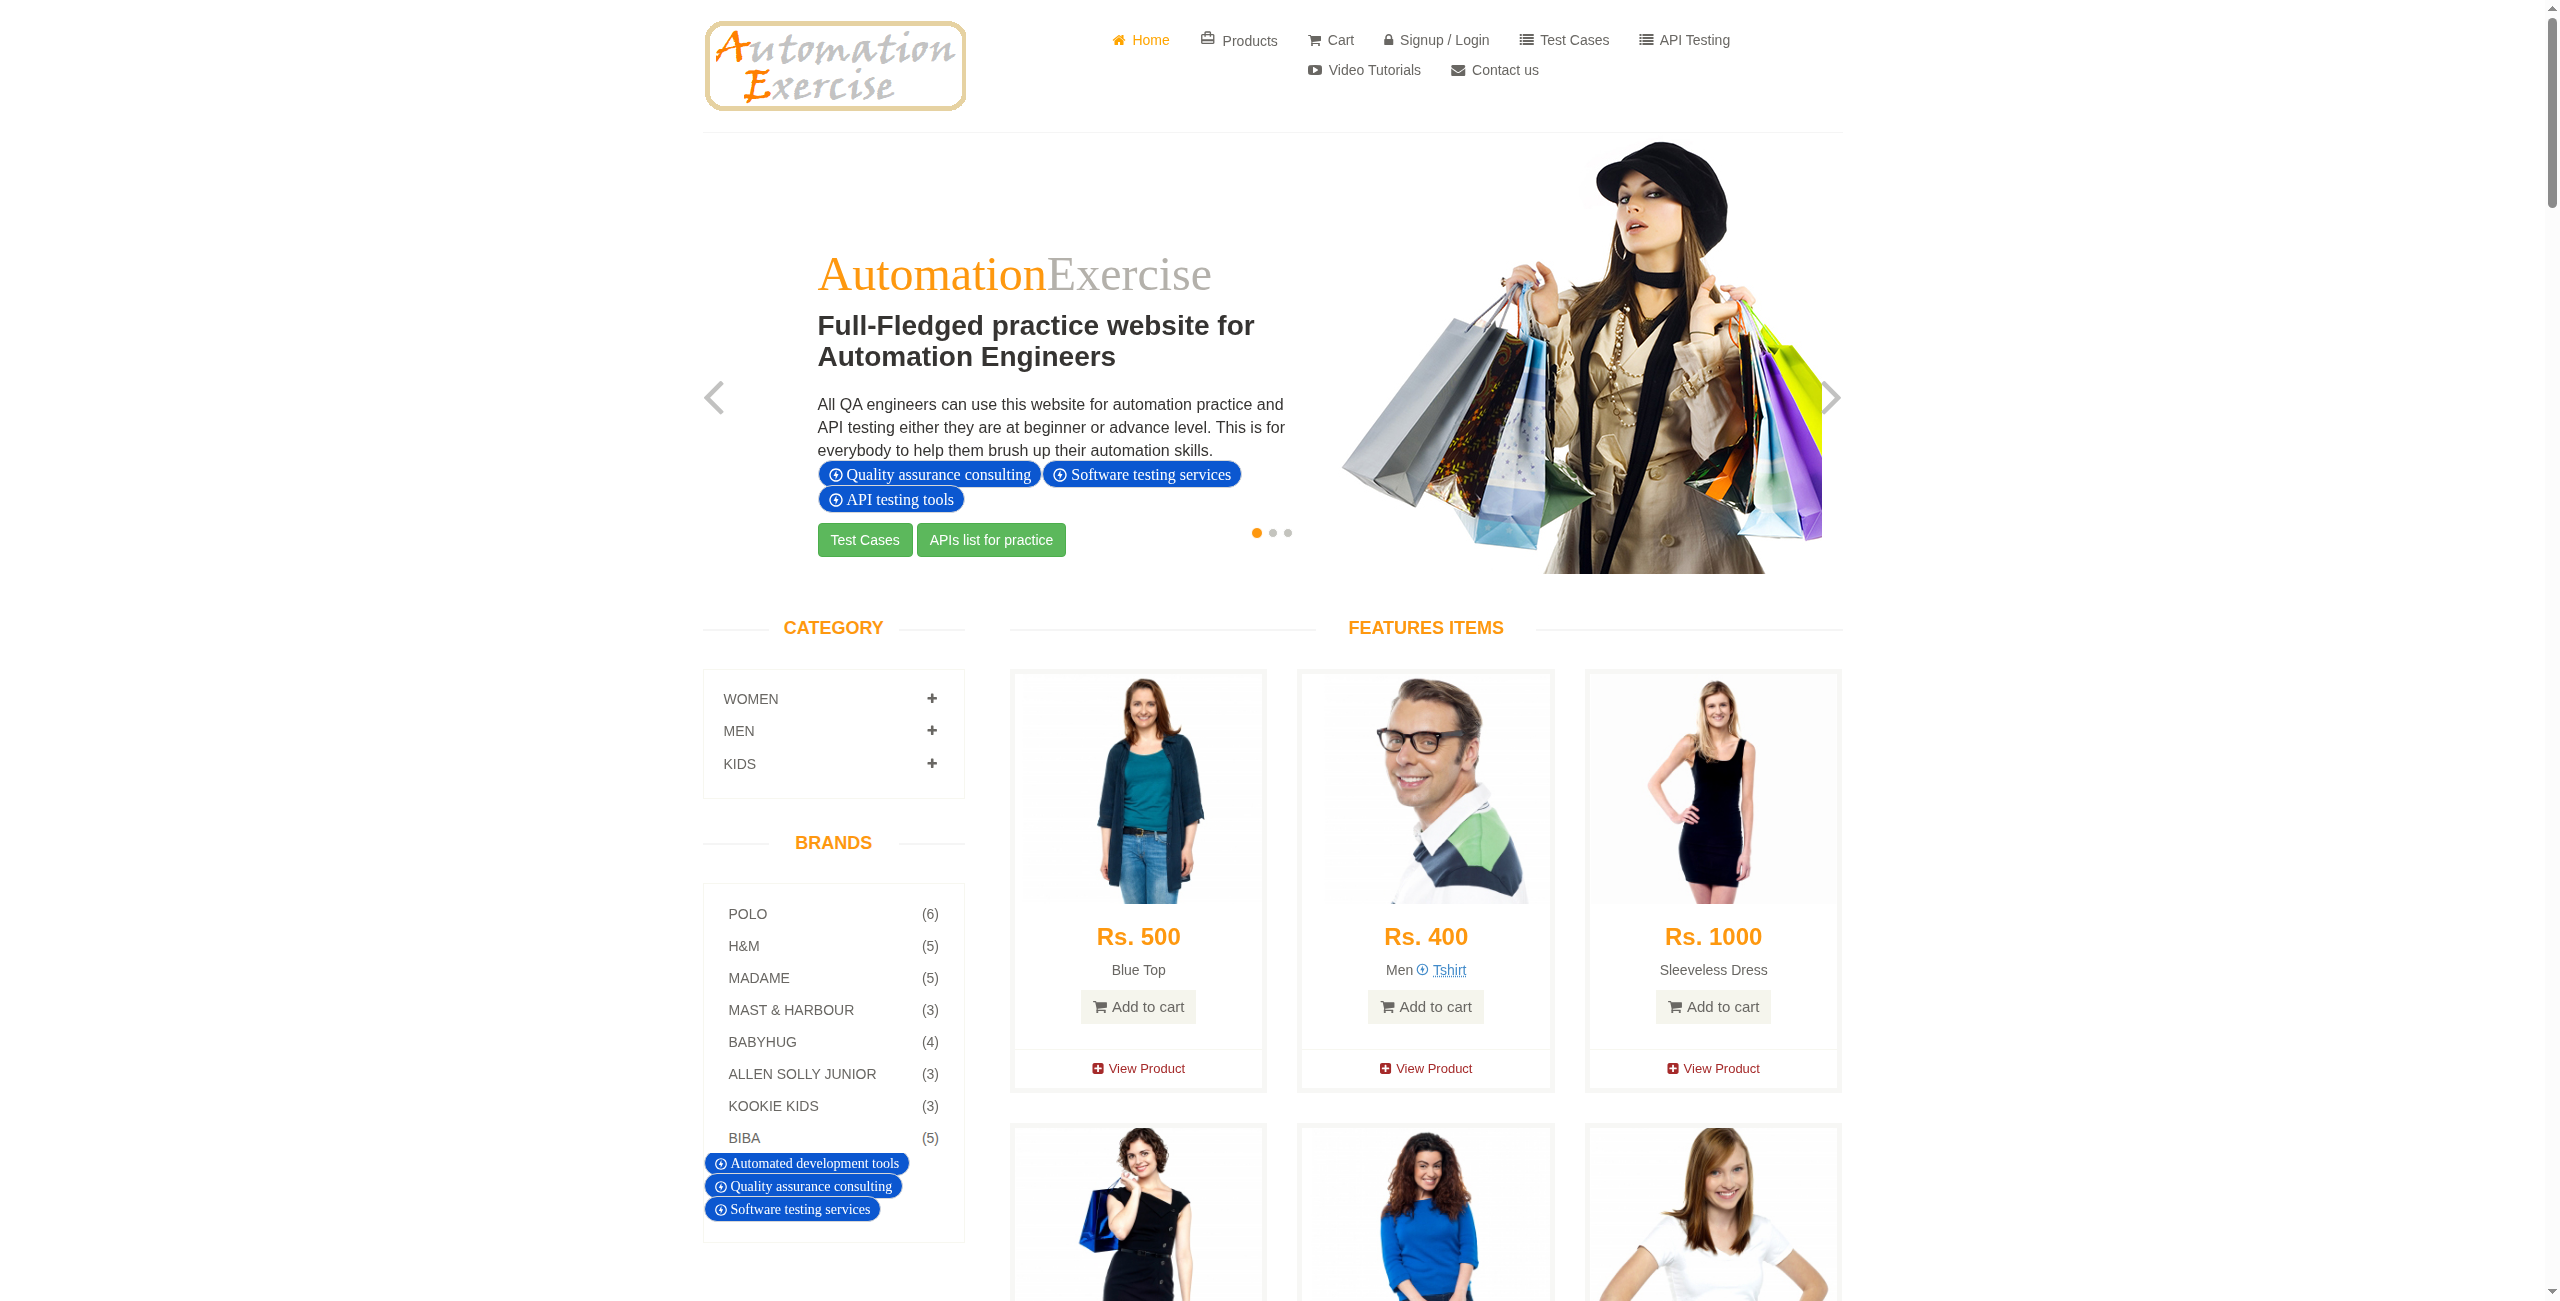 Automation
Exercise
Home
Products
Cart
Signup / Login
Test Cases
API Testing
Video Tutorials
Contact us
AutomationExercise
Full-Fledged practice website for
Automation Engineers
All QA engineers can use this website for automation practice and
API testing either they are at beginner or advance level. This is for
everybody to help them brush up their automation skills.
Quality assurance consulting
Software testing services
API testing tools
Test Cases
APIs list for practice
CATEGORY
WOMEN
MEN
KIDS
BRANDS
POLO (6)
H&M (5)
MADAME (5)
MAST & HARBOUR (3)
BABYHUG (4)
ALLEN SOLLY JUNIOR (3)
KOOKIE KIDS (3)
BIBA (5)
Automated development tools
Quality assurance consulting
Software testing services
FEATURES ITEMS
Rs. 500
Blue Top
Add to cart
View Product
Rs. 400
Men Tshirt
Add to cart
View Product
Rs. 1000
Sleeveless Dress
Add to cart
View Product